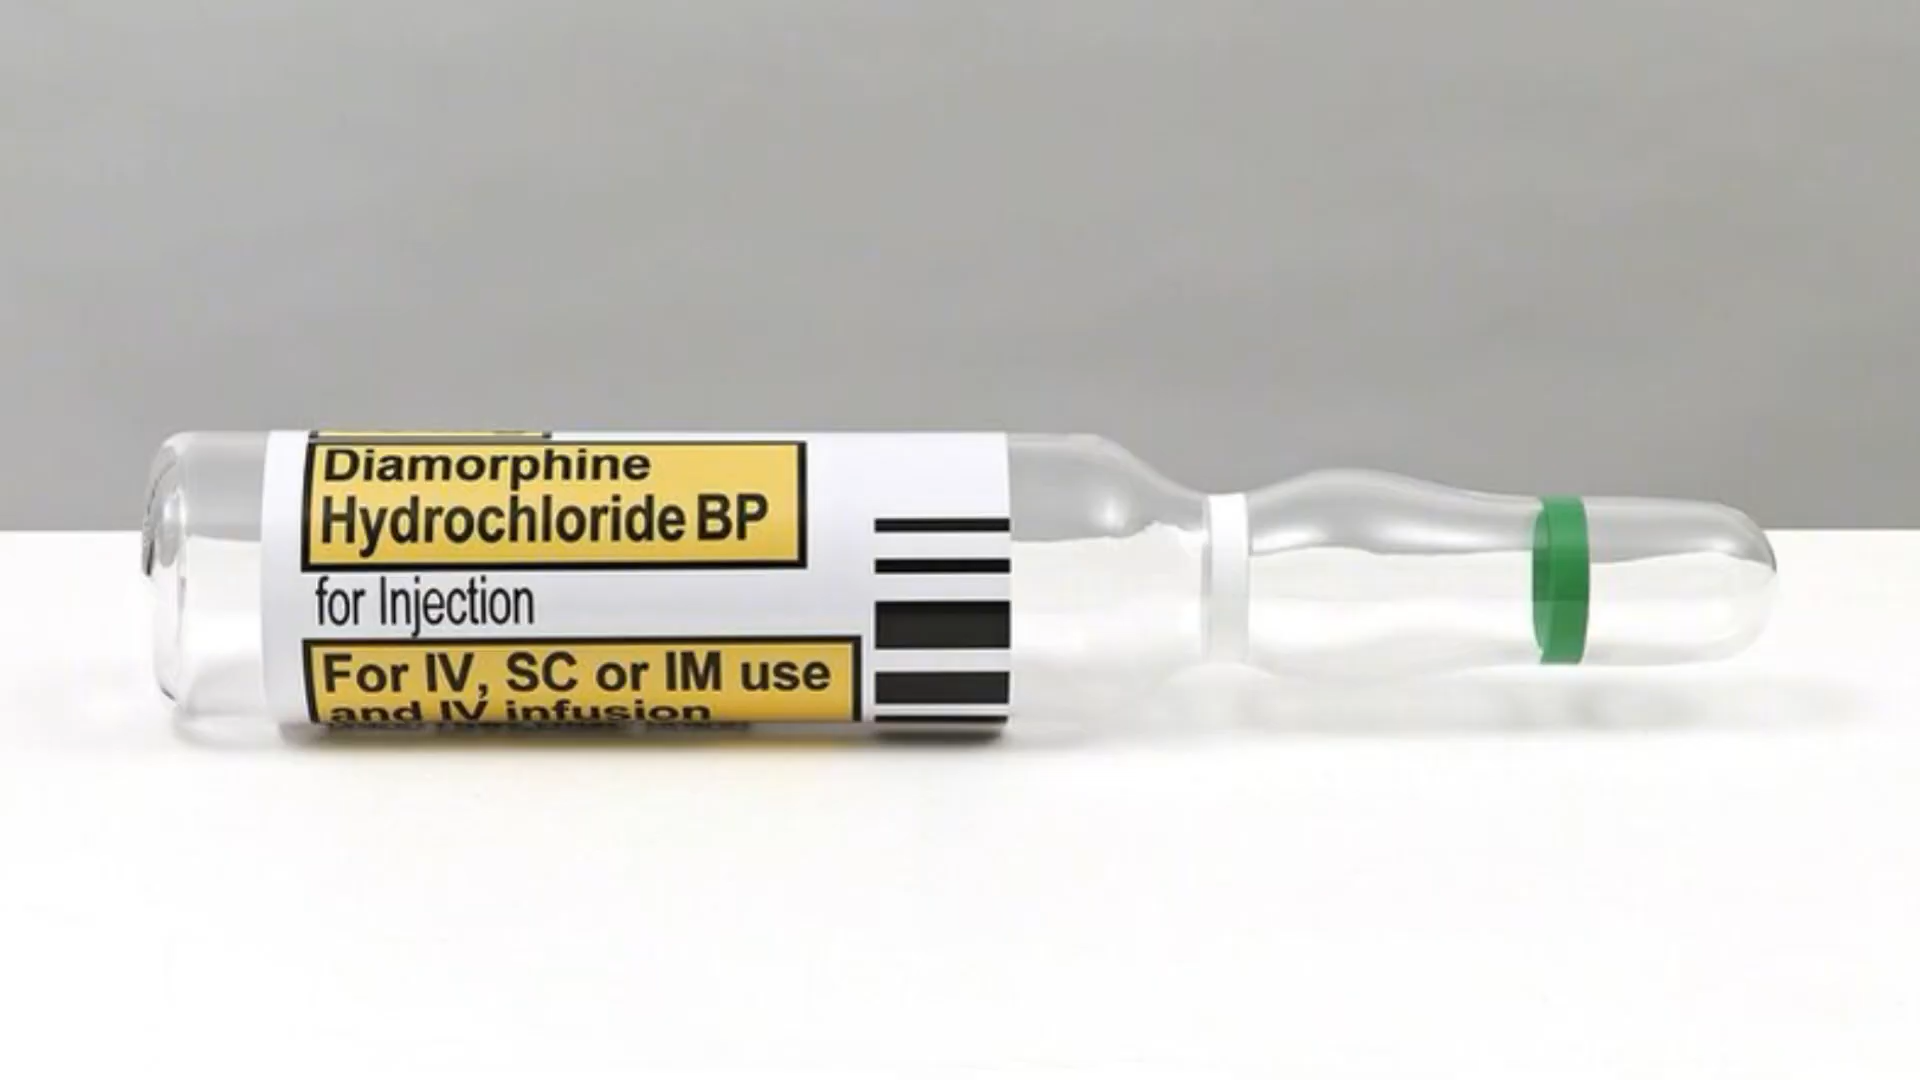 Diamorphine
Hydrochloride BP
for Injection
For IV, SC or IM use
and IV infusion